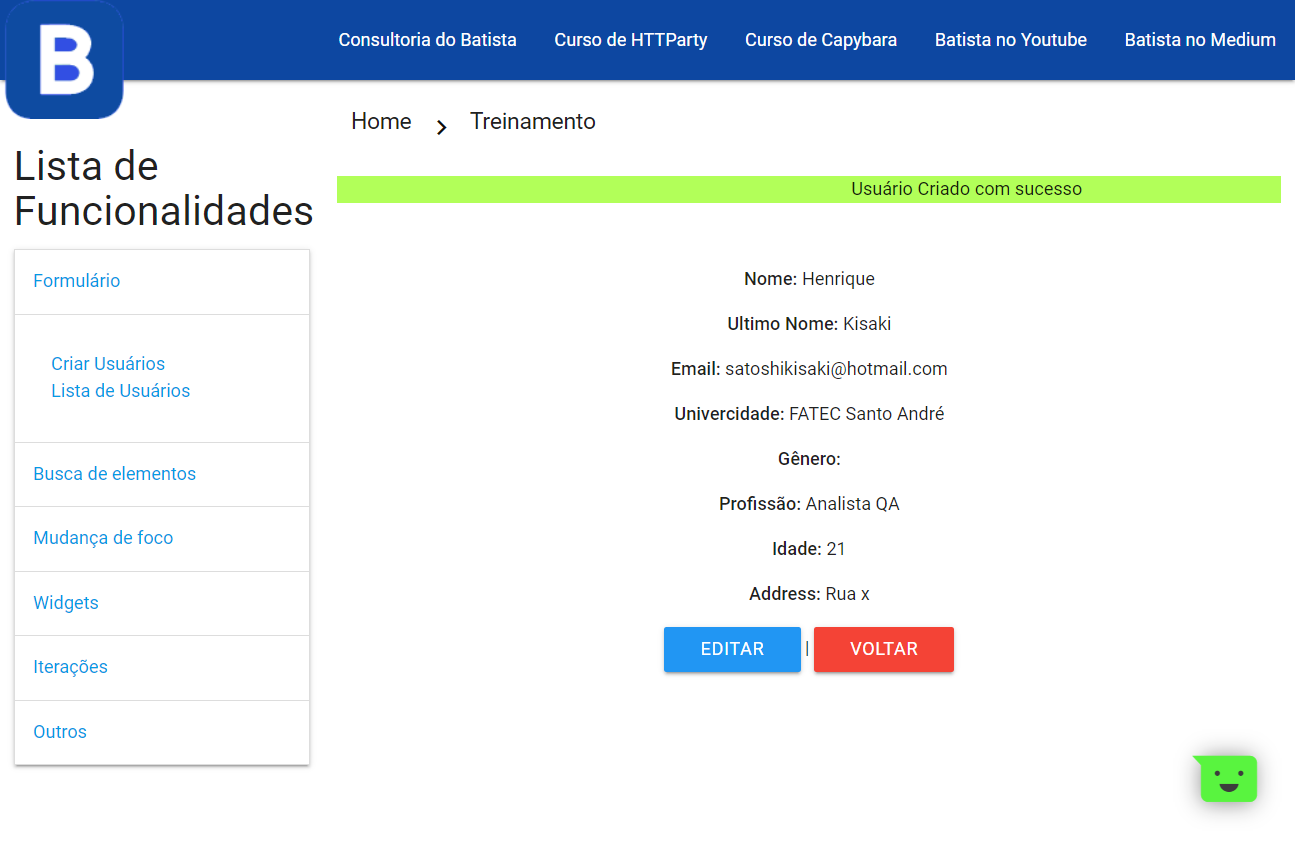 B
Consultoria do Batista
Curso de HTTParty
Curso de Capybara
Batista no Youtube
Batista no Medium
Home
Treinamento
Lista de
Funcionalidades
Formulário
Criar Usuários
Lista de Usuários
Busca de elementos
Mudança de foco
Widgets
Iterações
Outros
Usuário Criado com sucesso
Nome: Henrique
Ultimo Nome: Kisaki
Email: satoshikisaki@hotmail.com
Univercidade: FATEC Santo André
Gênero:
Profissão: Analista QA
Idade: 21
Address: Rua x
EDITAR | VOLTAR